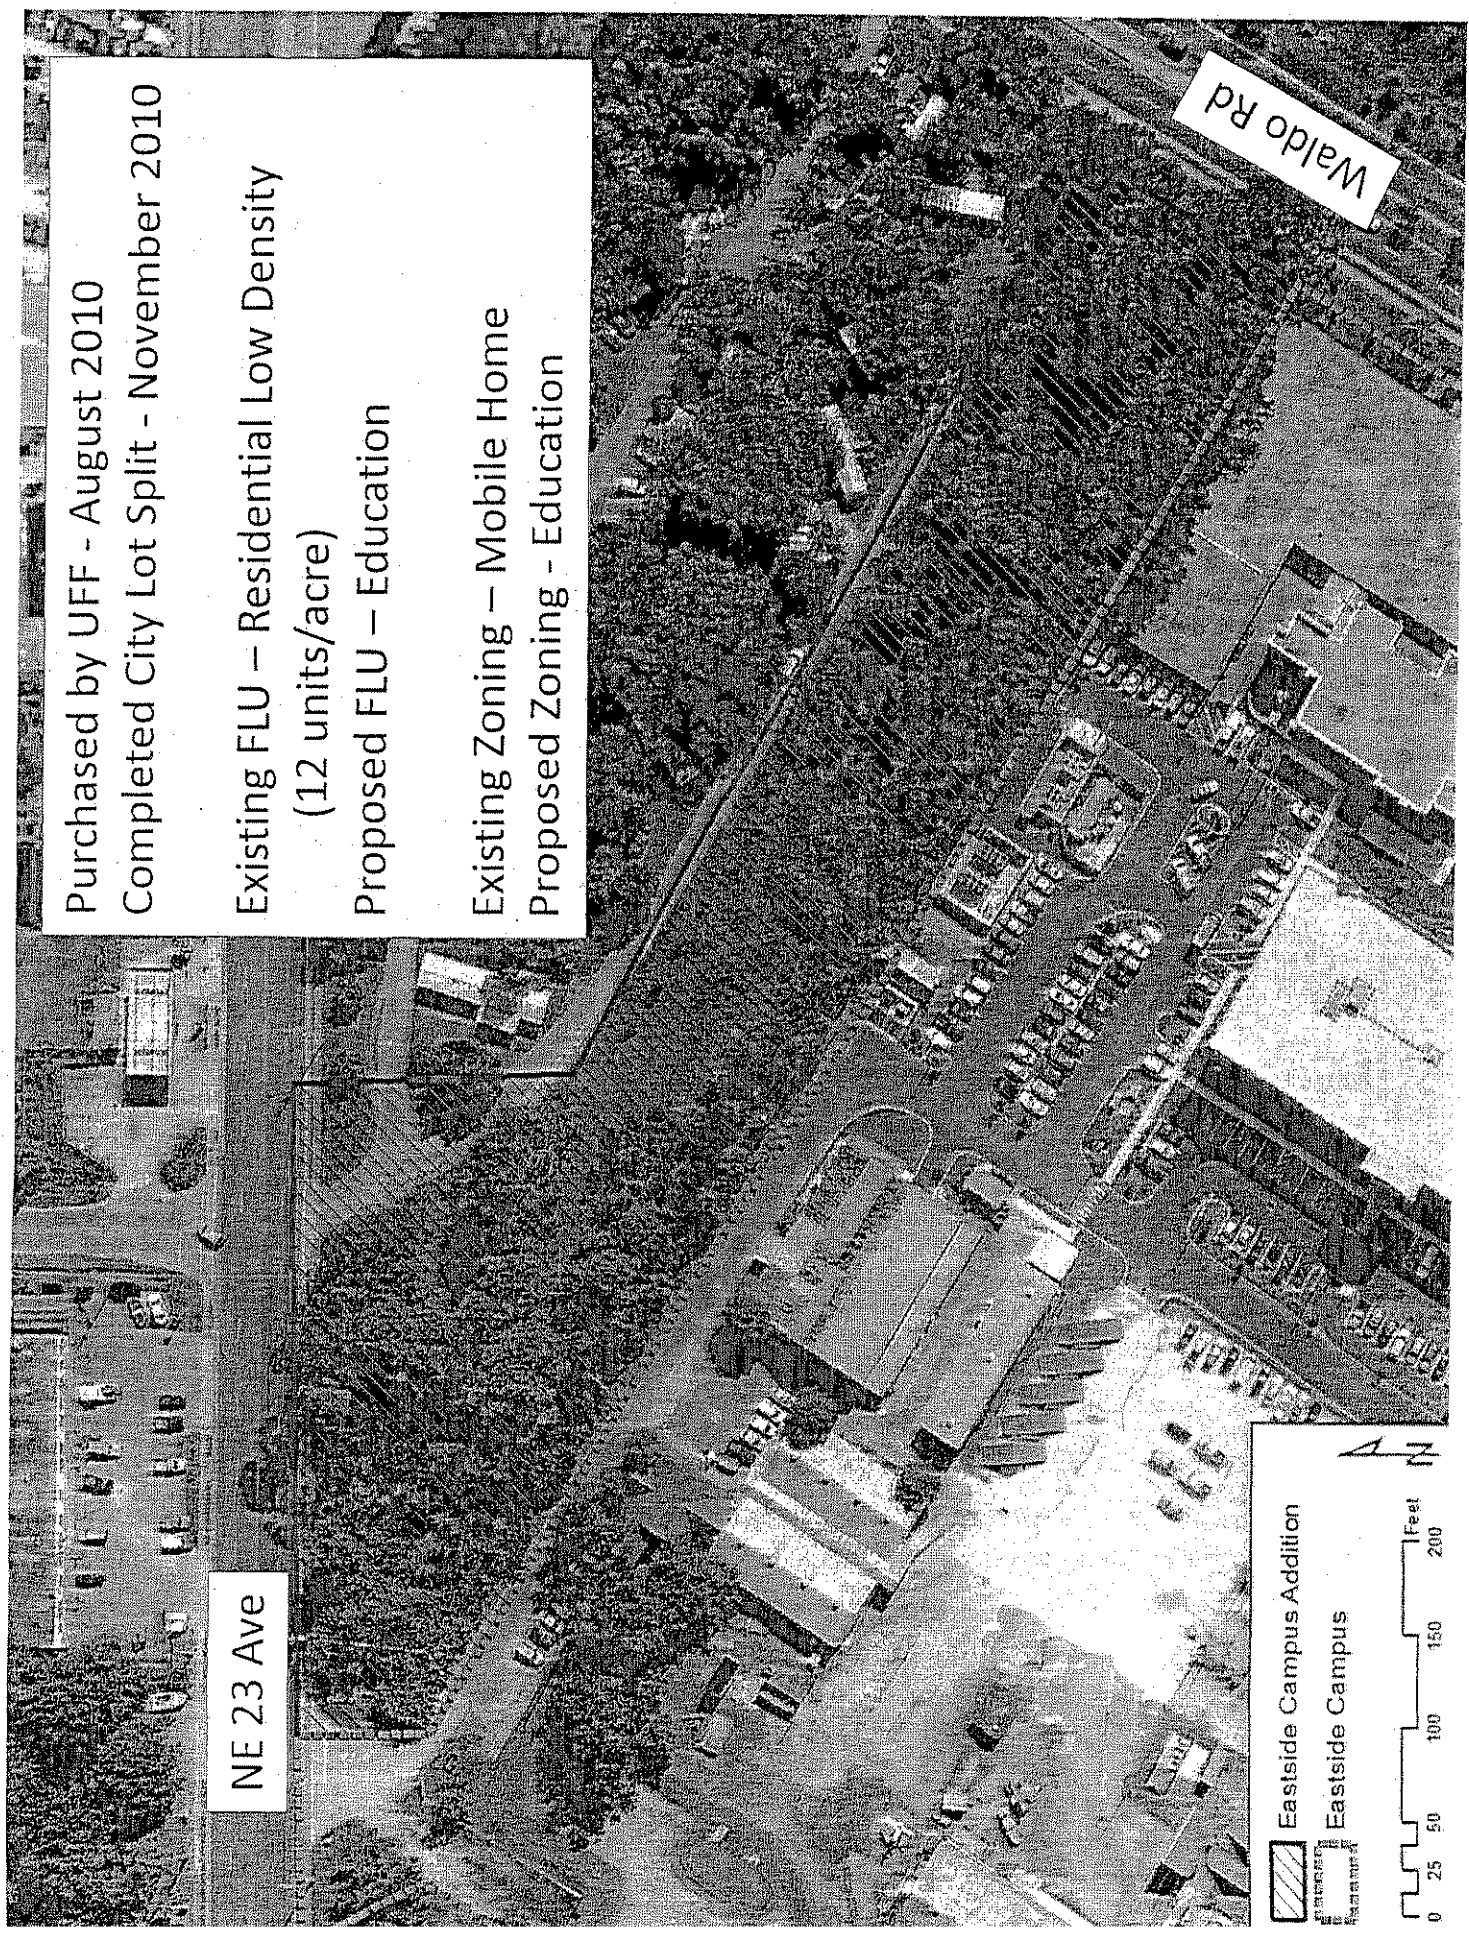 Purchased by UFF - August 2010
Completed City Lot Split - November 2010
Existing FLU – Residential Low Density
(12 units/acre)
Proposed FLU – Education
Existing Zoning – Mobile Home
Proposed Zoning - Education
NE 23 Ave
Waldo Rd
Eastside Campus Addition
Eastside Campus
N
0 25 50 100 150 200
Feet